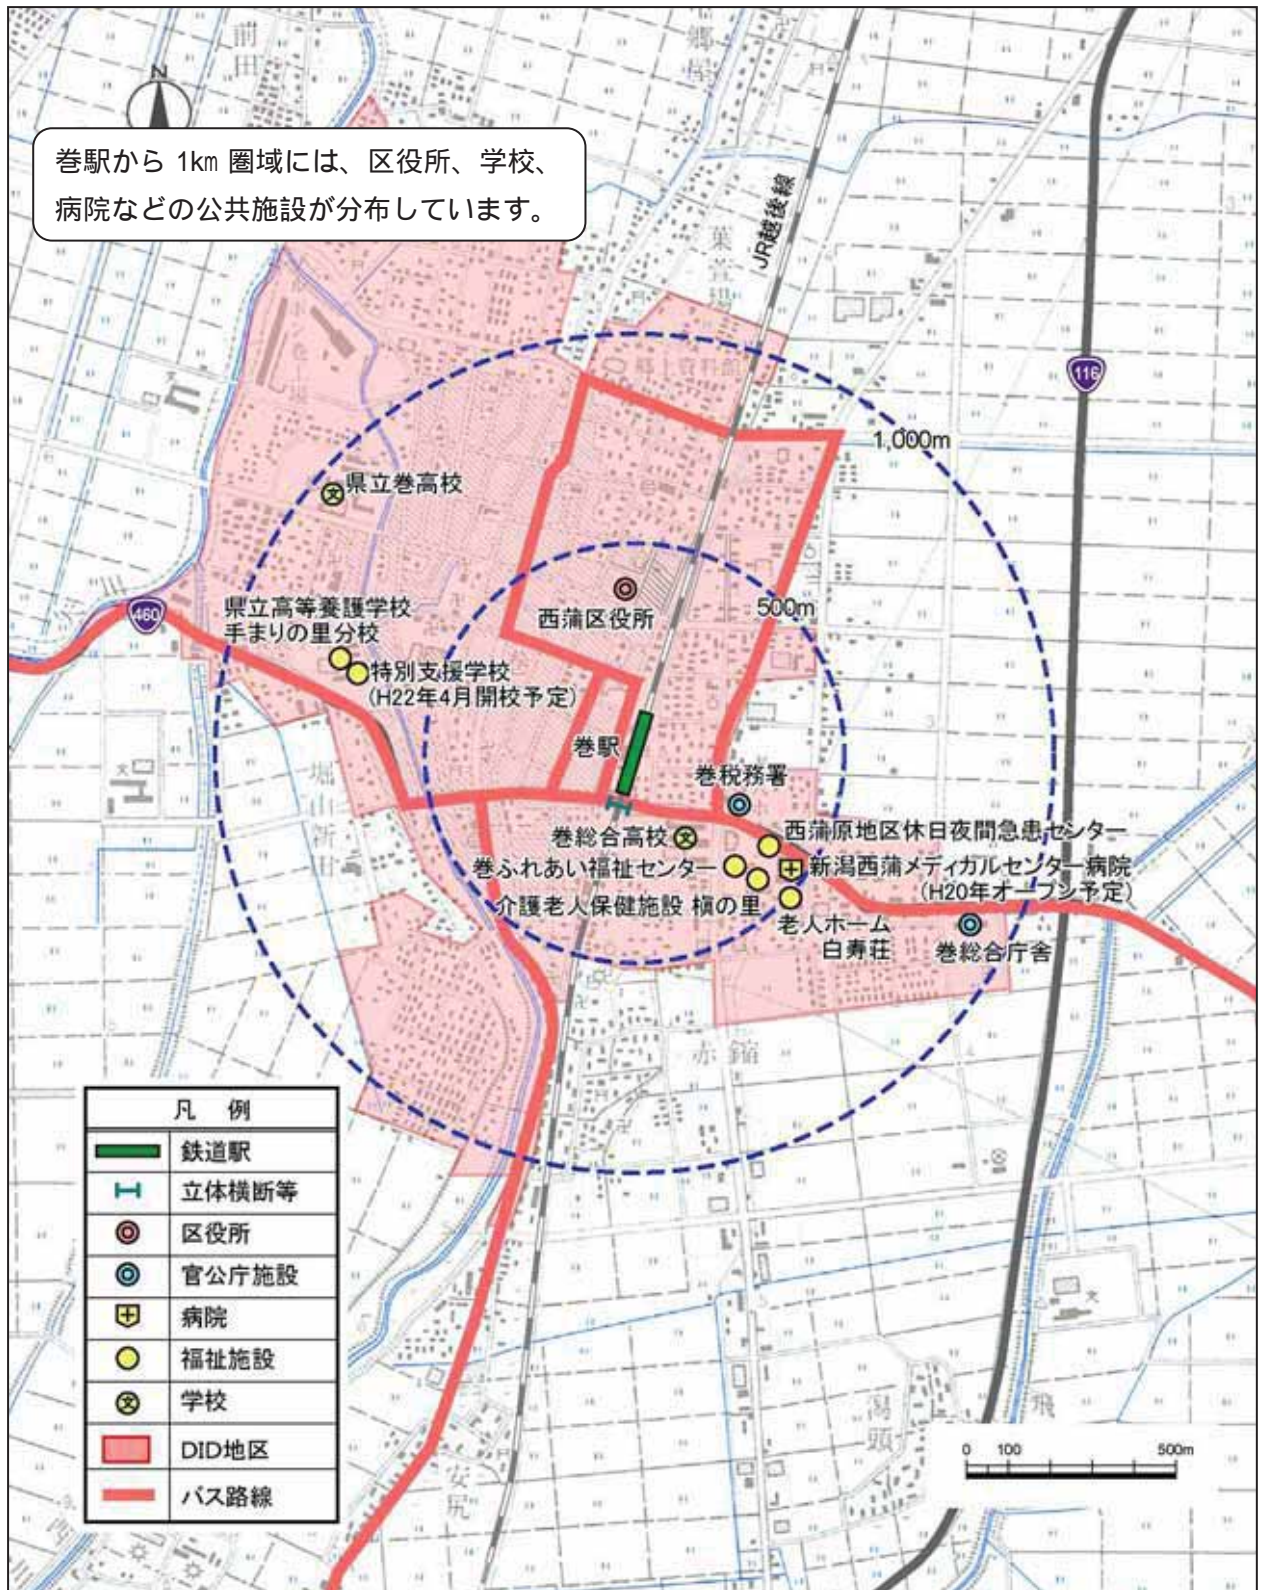 前田
郷屋
N
巻駅から 1km 圏域には、区役所、学校、
病院などの公共施設が分布しています。
JR越後線
116
1,000m
県立巻高校
500m
西蒲区役所
460
県立高等養護学校
手まりの里分校
特別支援学校
(H22年4月開校予定)
巻駅
巻税務署
堀山新田
巻総合高校
西蒲原地区休日夜間急患センター
巻ふれあい福祉センター
新潟西蒲メディカルセンター病院
(H20年オープン予定)
介護老人保健施設 槇の里
老人ホーム
白寿荘
巻総合庁舎
赤鏥
凡 例
鉄道駅
立体横断等
区役所
官公庁施設
病院
福祉施設
学校
DID地区
バス路線
潟頭
飛
安尻
0 100 500m